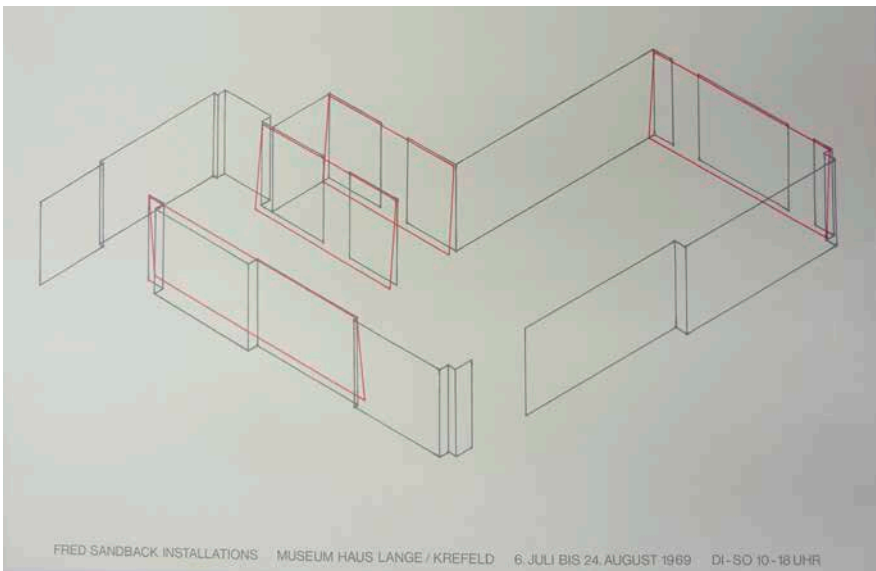 FRED SANDBACK INSTALLATIONS MUSEUM HAUS LANGE / KREFELD 6. JULI BIS 24. AUGUST 1969 DI - SO 10 - 18 UHR